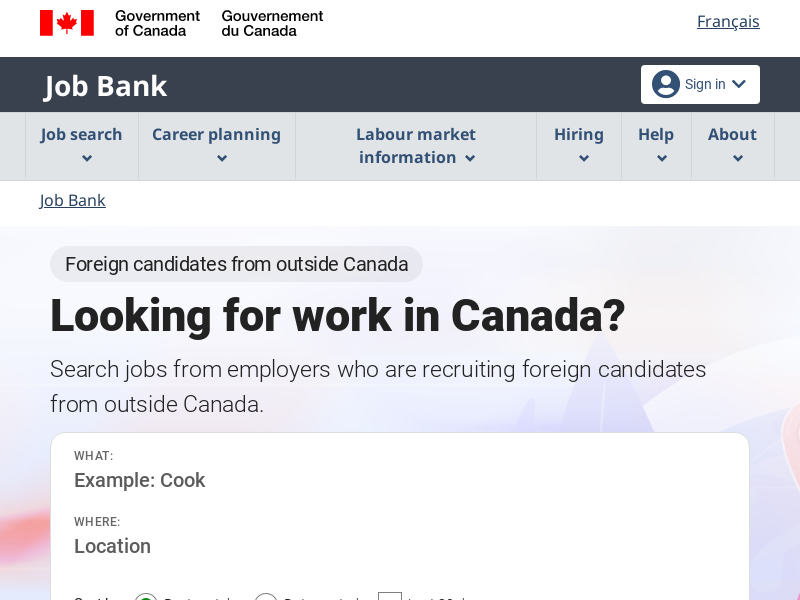 Government of Canada
Gouvernement du Canada
Français
Job Bank
Sign in
Job search
Career planning
Labour market
information
Hiring
Help
About
Job Bank
Foreign candidates from outside Canada
Looking for work in Canada?
Search jobs from employers who are recruiting foreign candidates
from outside Canada.
WHAT:
Example: Cook
WHERE:
Location